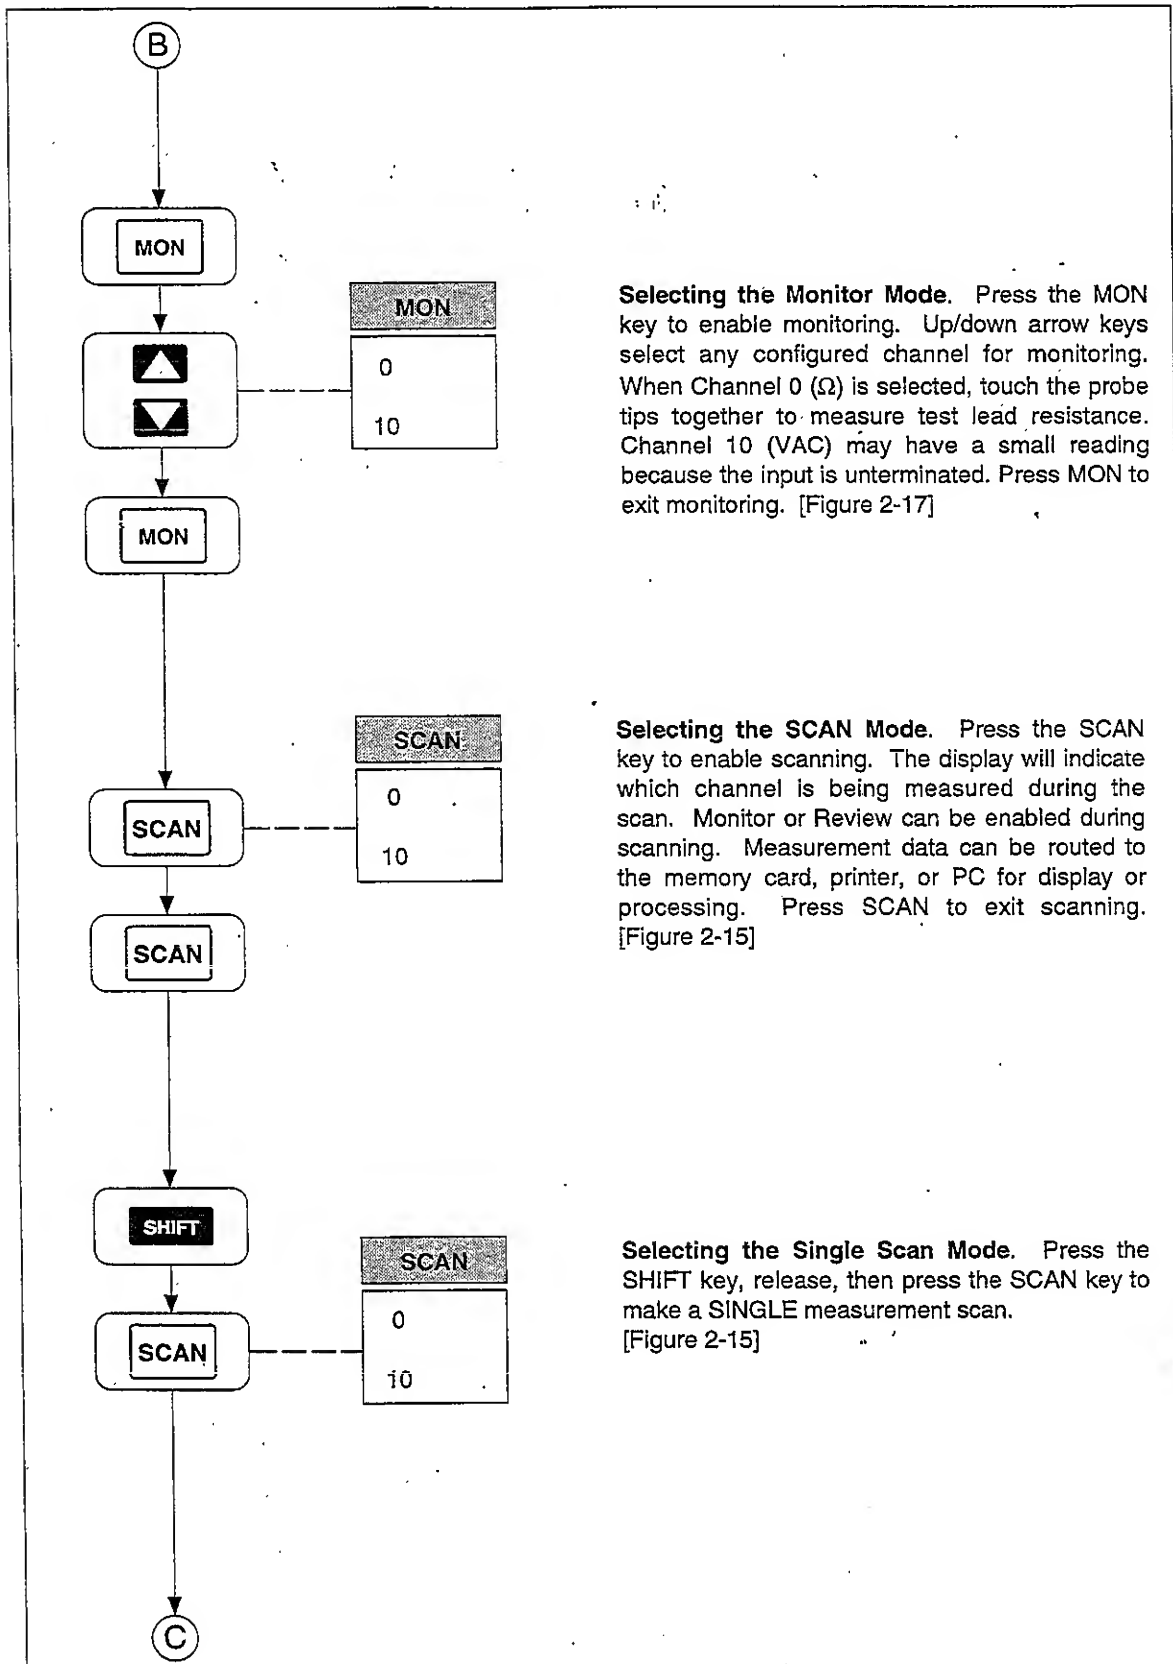 B
MON
MON
0
10
MON
Selecting the Monitor Mode. Press the MON
key to enable monitoring. Up/down arrow keys
select any configured channel for monitoring.
When Channel 0 (Ω) is selected, touch the probe
tips together to measure test lead resistance.
Channel 10 (VAC) may have a small reading
because the input is unterminated. Press MON to
exit monitoring. [Figure 2-17]
SCAN
0
10
SCAN
SCAN
Selecting the SCAN Mode. Press the SCAN
key to enable scanning. The display will indicate
which channel is being measured during the
scan. Monitor or Review can be enabled during
scanning. Measurement data can be routed to
the memory card, printer, or PC for display or
processing. Press SCAN to exit scanning.
[Figure 2-15]
SHIFT
SCAN
0
10
SCAN
Selecting the Single Scan Mode. Press the
SHIFT key, release, then press the SCAN key to
make a SINGLE measurement scan.
[Figure 2-15]
C